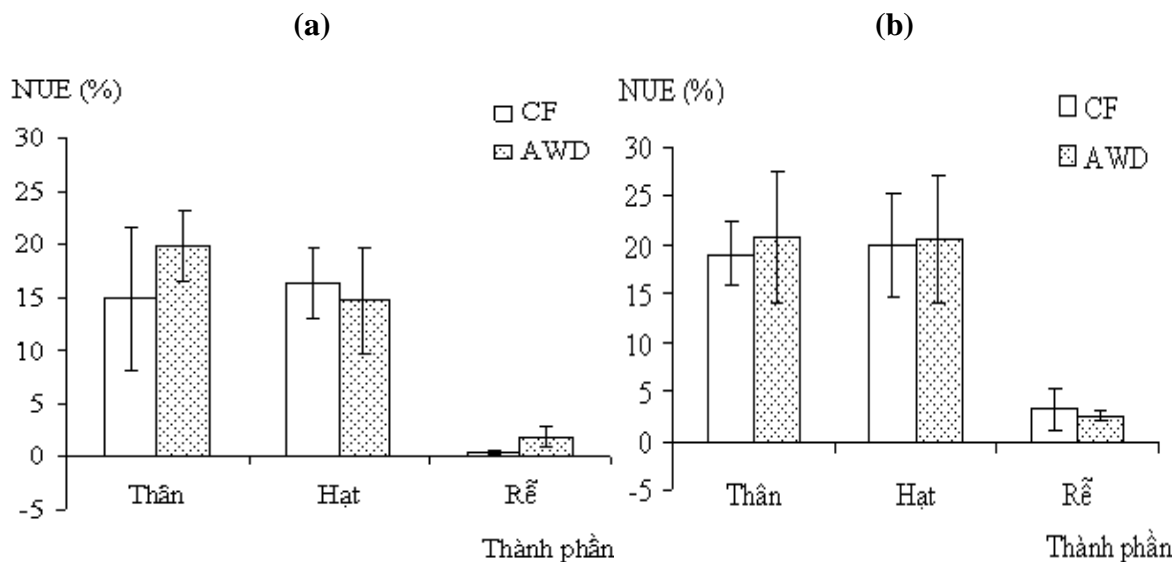 (a)
NUE (%)
CF
AWD
30
25
20
15
10
5
0
-5
Thân
Hạt
Rễ
Thành phần
(b)
NUE (%)
CF
AWD
30
25
20
15
10
5
0
-5
Thân
Hạt
Rễ
Thành phần